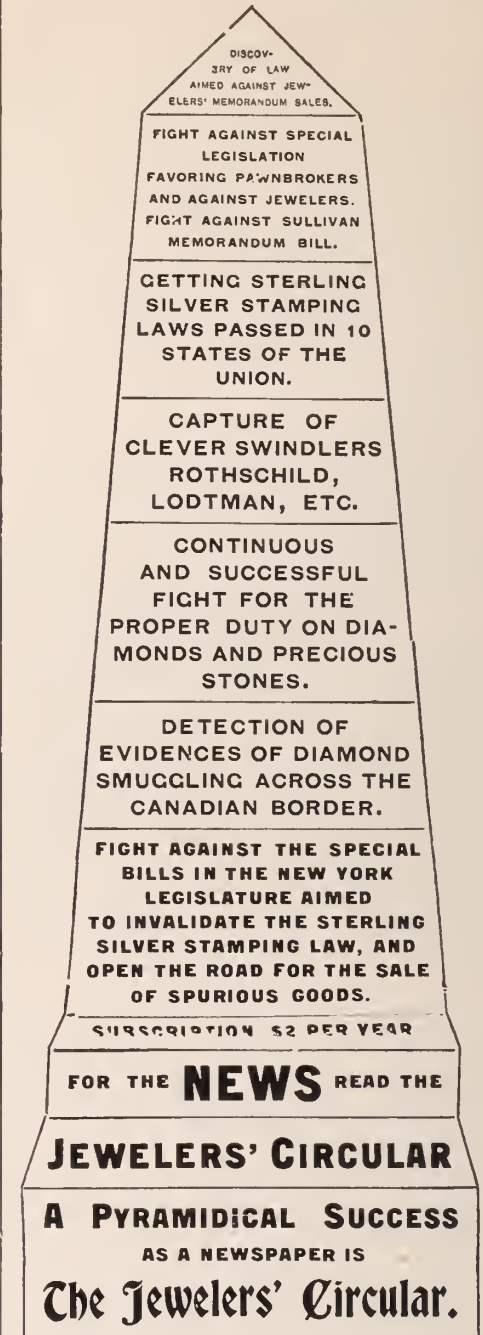 DISCOV-
ERY OF LAW
AIMED AGAINST JEW-
ELERS' MEMORANDUM SALES.
FIGHT AGAINST SPECIAL
LEGISLATION
FAVORING PAWNBROKERS
AND AGAINST JEWELERS.
FIGHT AGAINST SULLIVAN
MEMORANDUM BILL.
GETTING STERLING
SILVER STAMPING
LAWS PASSED IN 10
STATES OF THE
UNION.
CAPTURE OF
CLEVER SWINDLERS
ROTHSCHILD,
LODTMAN, ETC.
CONTINUOUS
AND SUCCESSFUL
FIGHT FOR THE
PROPER DUTY ON DIA-
MONDS AND PRECIOUS
STONES.
DETECTION OF
EVIDENCES OF DIAMOND
SMUGGLING ACROSS THE
CANADIAN BORDER.
FIGHT AGAINST THE SPECIAL
BILLS IN THE NEW YORK
LEGISLATURE AIMED
TO INVALIDATE THE STERLING
SILVER STAMPING LAW, AND
OPEN THE ROAD FOR THE SALE
OF SPURIOUS GOODS.
SUBSCRIPTION $2 PER YEAR
FOR THE NEWS READ THE
JEWELERS' CIRCULAR
A PYRAMIDICAL SUCCESS
AS A NEWSPAPER IS
The Jewelers' Circular.